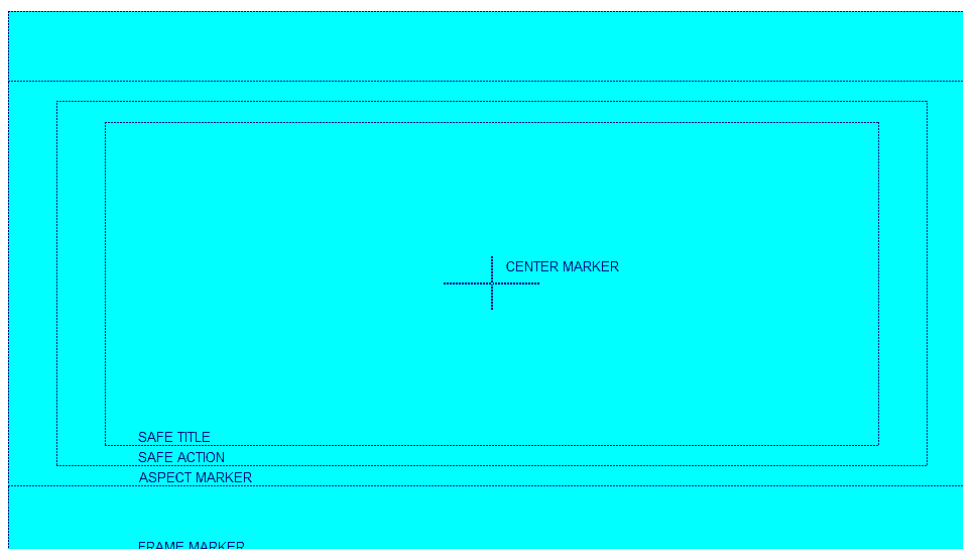 CENTER MARKER
SAFE TITLE
SAFE ACTION
ASPECT MARKER
FRAME MARKER